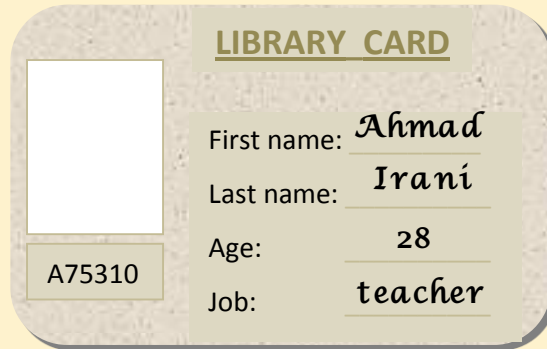 LIBRARY CARD
First name: Ahmad
Last name: Irani
Age: 28
Job: teacher
A75310